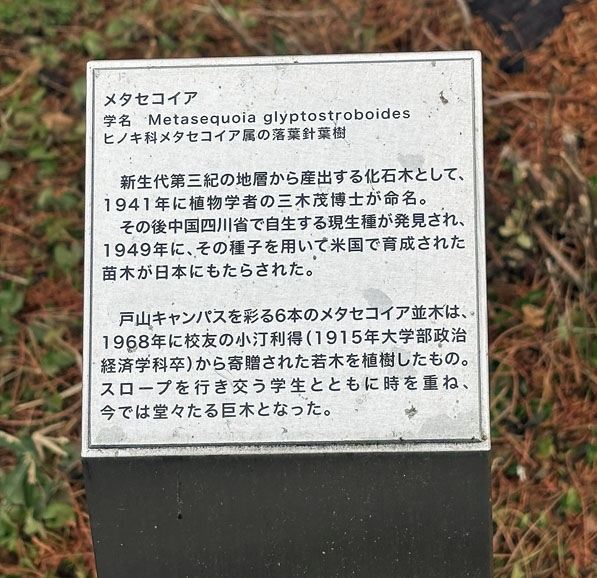 メタセコイア
学名　Metasequoia glyptostroboides
ヒノキ科メタセコイア属の落葉針葉樹
新生代第三紀の地層から産出する化石木として、
1941年に植物学者の三木茂博士が命名。
その後中国四川省で自生する現生種が発見され、
1949年に、その種子を用いて米国で育成された
苗木が日本にもたらされた。
戸山キャンパスを彩る6本のメタセコイア並木は、
1968年に校友の小汀利得（1915年大学部政治
経済学科卒）から寄贈された若木を植樹したもの。
スロープを行き交う学生とともに時を重ね、
今では堂々たる巨木となった。